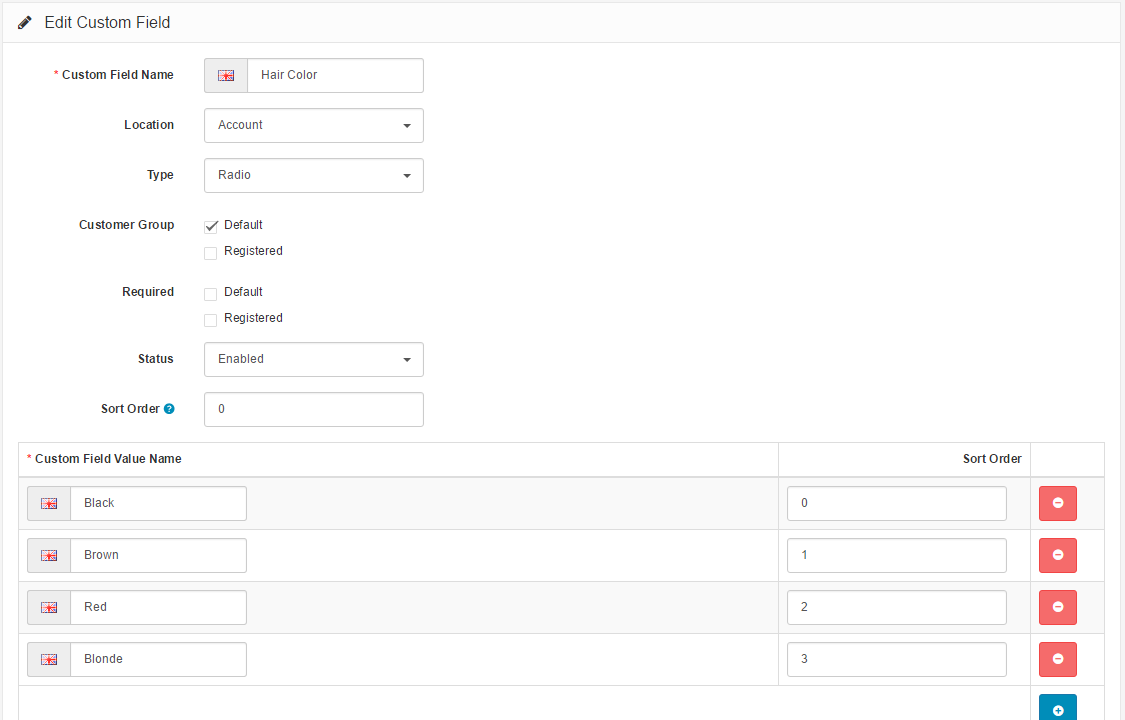 Edit Custom Field
* Custom Field Name
Hair Color
Location
Account
Type
Radio
Customer Group
Default
Registered
Required
Default
Registered
Status
Enabled
Sort Order ?
0
* Custom Field Value Name
Sort Order
Black
0
Brown
1
Red
2
Blonde
3